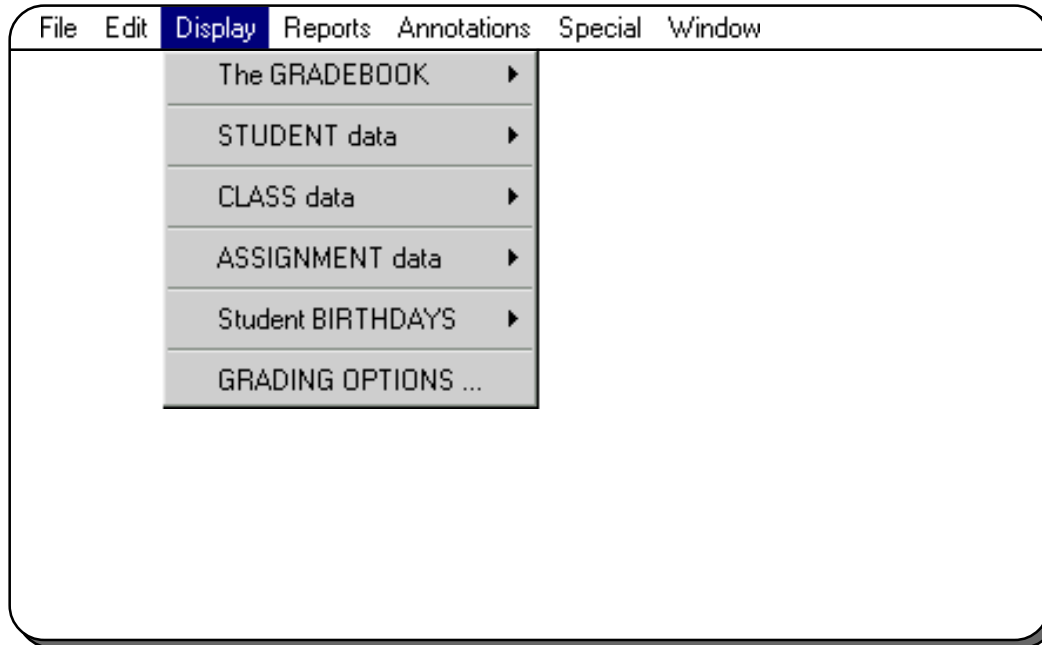 File Edit Display Reports Annotations Special Window
The GRADEBOOK
STUDENT data
CLASS data
ASSIGNMENT data
Student BIRTHDAYS
GRADING OPTIONS ...